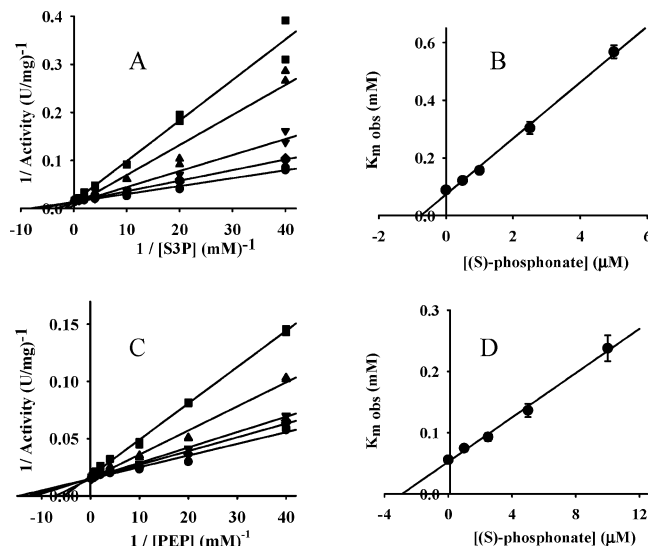 A
1/ Activity (U/mg)-1
0.4
0.3
0.2
0.1
0.0
-10 0 10 20 30 40
1 / [S3P] (mM)-1
B
Km obs (mM)
0.6
0.4
0.2
0.0
-2 0 2 4 6
[(S)-phosphonate] (μM)
C
1/ Activity (U/mg)-1
0.15
0.10
0.05
0.00
-10 0 10 20 30 40
1 / [PEP] (mM)-1
D
Km obs (mM)
0.3
0.2
0.1
0.0
-4 0 4 8 12
[(S)-phosphonate] (μM)